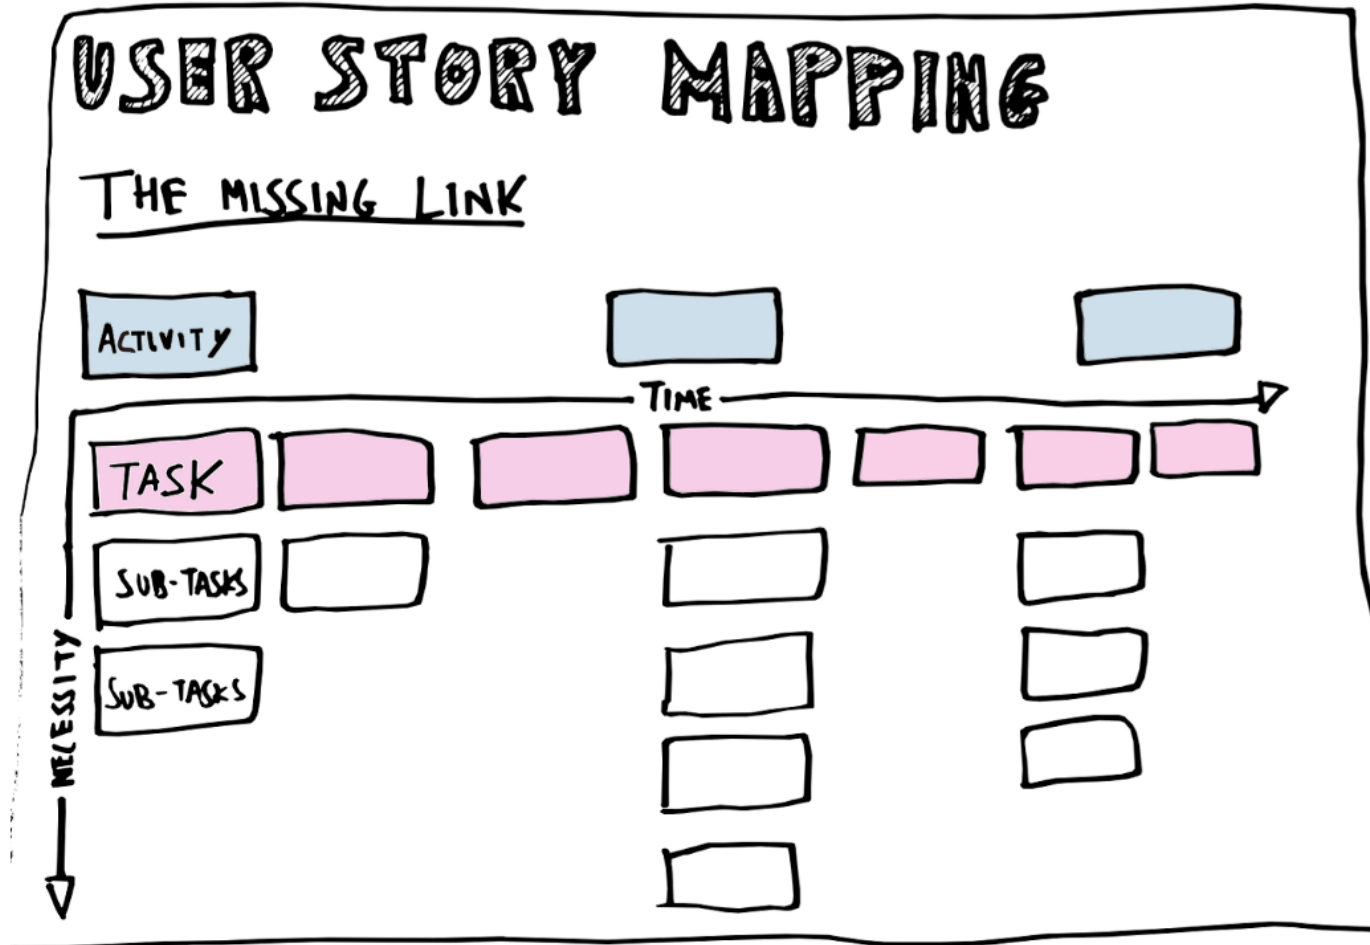 USER STORY MAPPING
THE MISSING LINK
ACTIVITY
TIME
TASK
SUB-TASKS
SUB-TASKS
NECESSITY